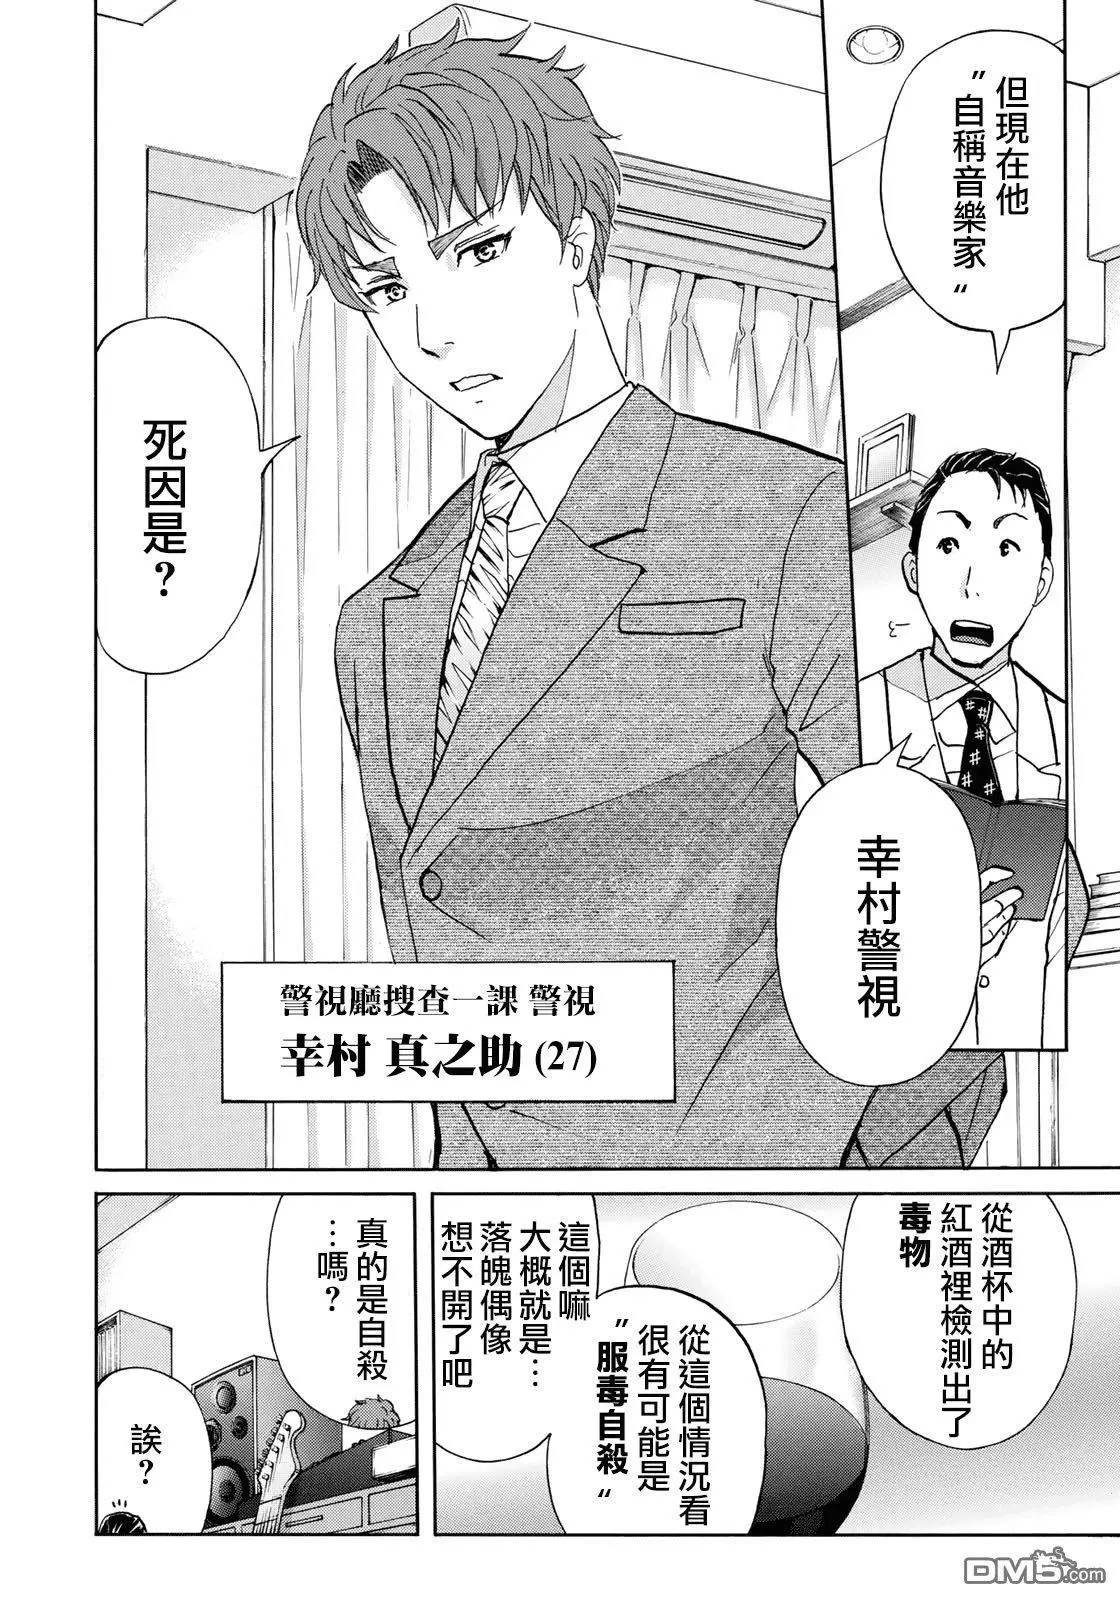 但現在他
"自稱音樂家"
幸村警視
死因是？
警視廳搜查一課 警視
幸村 真之助 (27)
從酒杯中的
紅酒裡檢測出了
毒物
從這個情況看
很有可能是
"服毒自殺"
這個嘛
大概就是…
落魄偶像
想不開了吧
真的是自殺
…嗎？
誒？
DM5.com